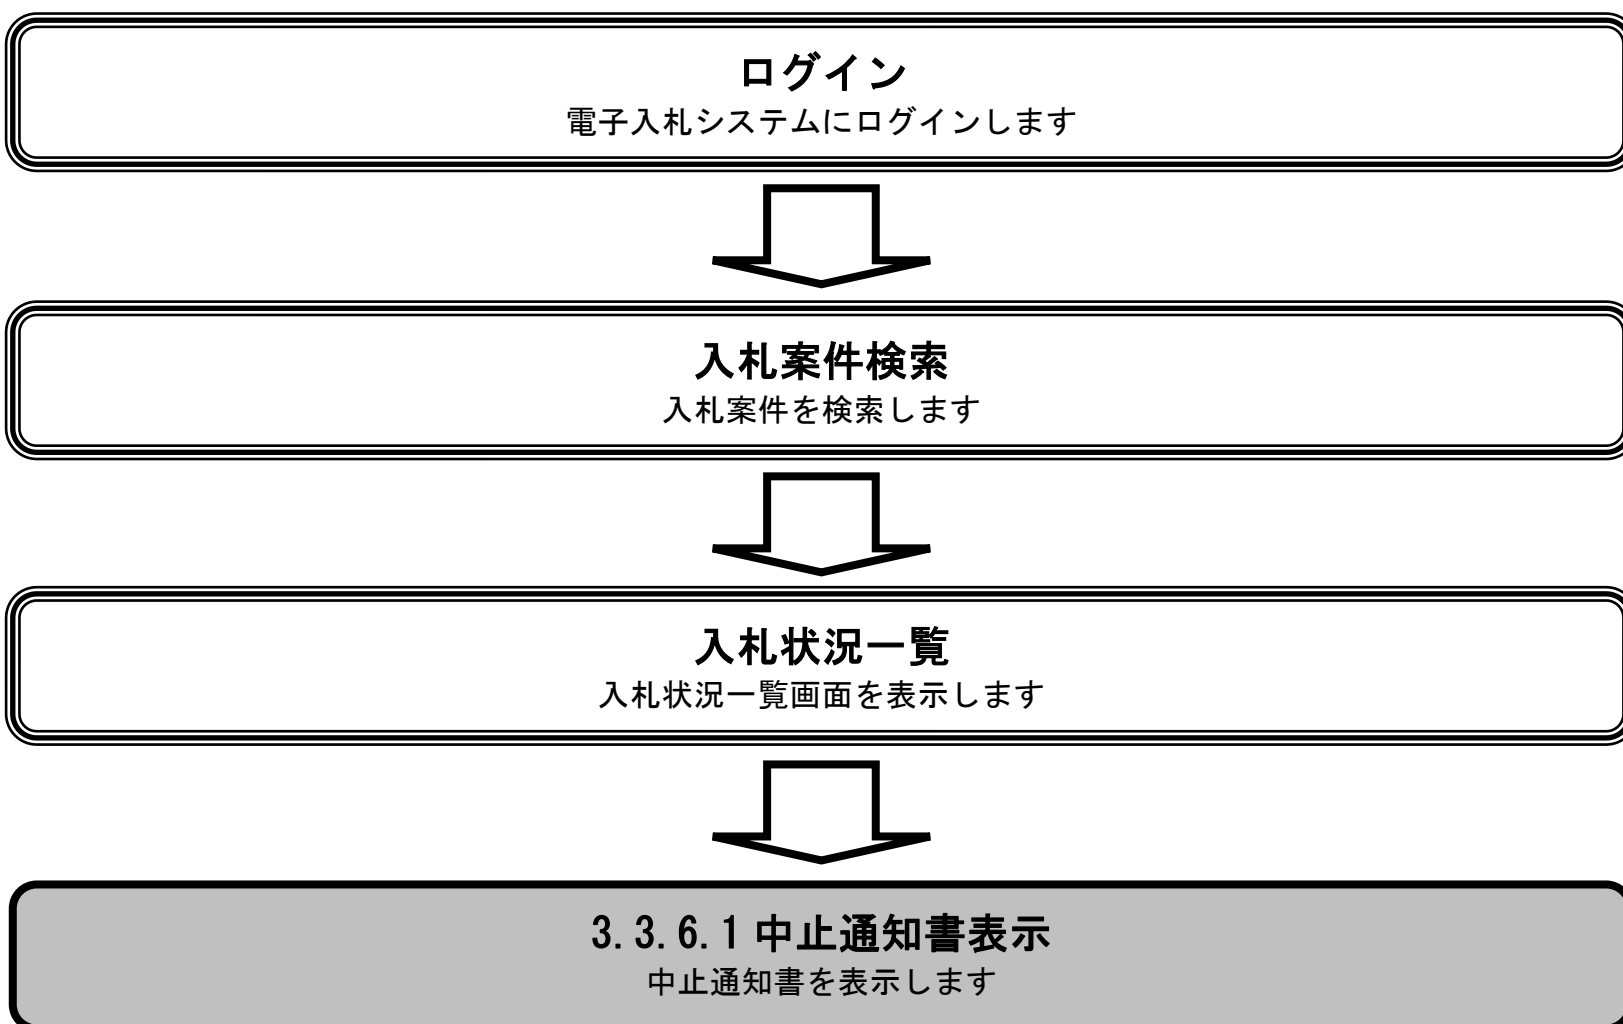 ログイン
電子入札システムにログインします
入札案件検索
入札案件を検索します
入札状況一覧
入札状況一覧画面を表示します
3.3.6.1 中止通知書表示
中止通知書を表示します